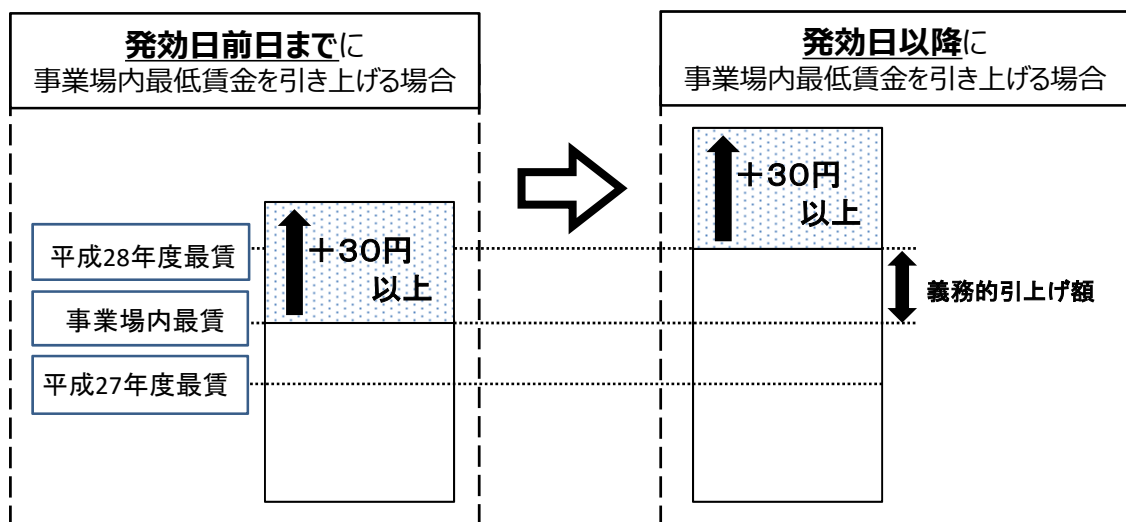 発効日前日までに
事業場内最低賃金を引き上げる場合
発効日以降に
事業場内最低賃金を引き上げる場合
+30円
以上
+30円
以上
平成28年度最賃
事業場内最賃
平成27年度最賃
義務的引上げ額